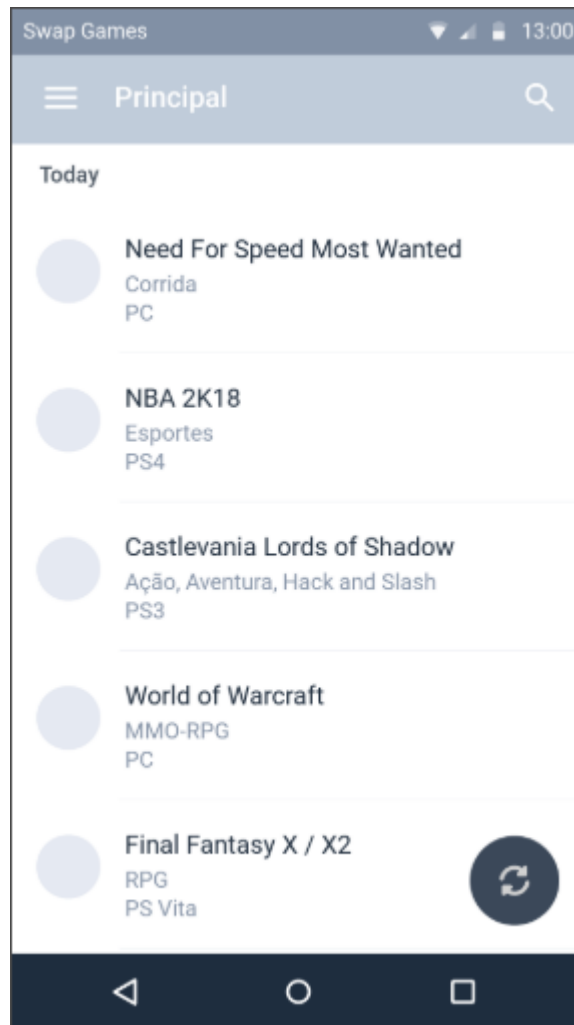 Swap Games
13:00
Principal
Today
Need For Speed Most Wanted
Corrida
PC
NBA 2K18
Esportes
PS4
Castlevania Lords of Shadow
Ação, Aventura, Hack and Slash
PS3
World of Warcraft
MMO-RPG
PC
Final Fantasy X / X2
RPG
PS Vita